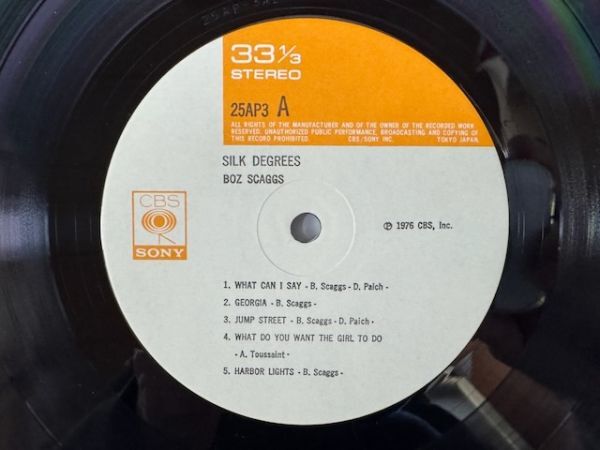 33 1/3
STEREO
25AP3 A
ALL RIGHTS OF THE MANUFACTURER AND OF THE OWNER OF THE RECORDED WORK
RESERVED. UNAUTHORIZED PUBLIC PERFORMANCE, BROADCASTING AND COPYING OF
THIS RECORD PROHIBITED. CBS/SONY INC. TOKYO JAPAN.
SILK DEGREES
BOZ SCAGGS
CBS
SONY
℗ 1976 CBS, Inc.
1. WHAT CAN I SAY - B. Scaggs - D. Paich -
2. GEORGIA - B. Scaggs -
3. JUMP STREET - B. Scaggs - D. Paich -
4. WHAT DO YOU WANT THE GIRL TO DO
- A. Toussaint -
5. HARBOR LIGHTS - B. Scaggs -